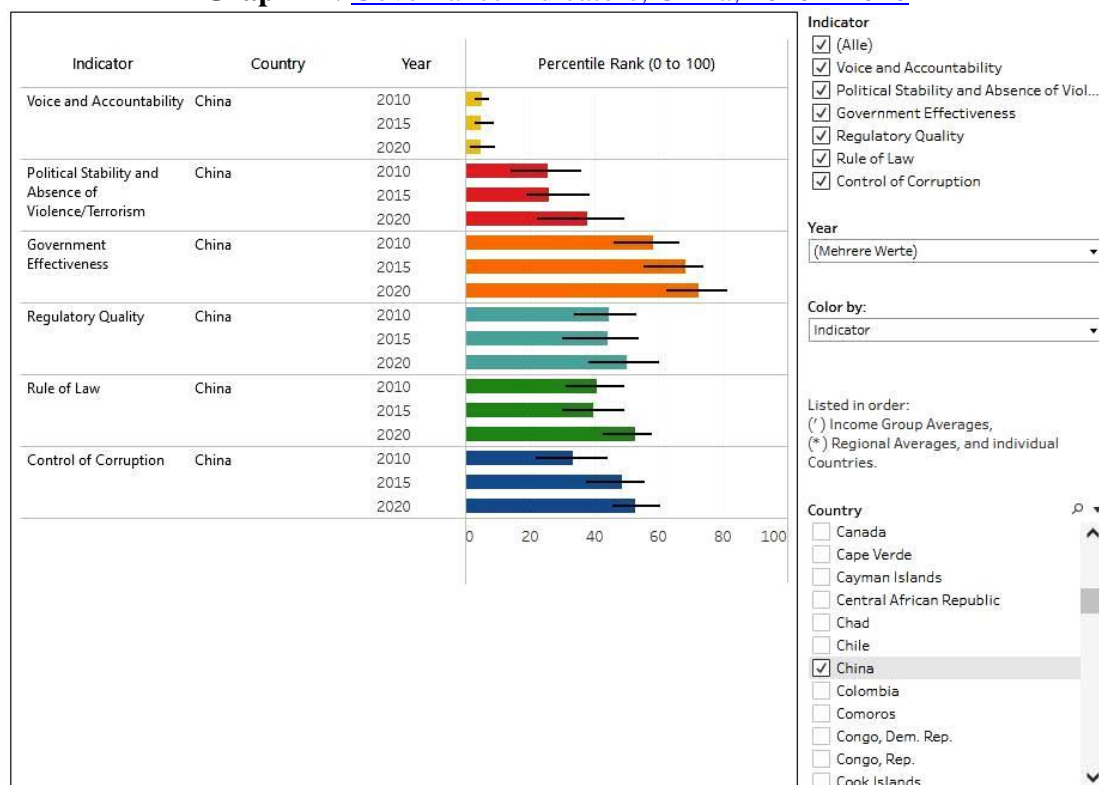 Indicator Country Year Percentile Rank (0 to 100)
Voice and Accountability China 2010
2015
2020
Political Stability and China 2010
Absence of 2015
Violence/Terrorism
2020
Government China 2010
Effectiveness 2015
2020
Regulatory Quality China 2010
2015
2020
Rule of Law China 2010
2015
2020
Control of Corruption China 2010
2015
2020
0 20 40 60 80 100
Indicator
(Alle)
Voice and Accountability
Political Stability and Absence of Viol...
Government Effectiveness
Regulatory Quality
Rule of Law
Control of Corruption
Year
(Mehrere Werte)
Color by:
Indicator
Listed in order:
(') Income Group Averages,
(*) Regional Averages, and individual
Countries.
Country
Canada
Cape Verde
Cayman Islands
Central African Republic
Chad
Chile
China
Colombia
Comoros
Congo, Dem. Rep.
Congo, Rep.
Cook Islands